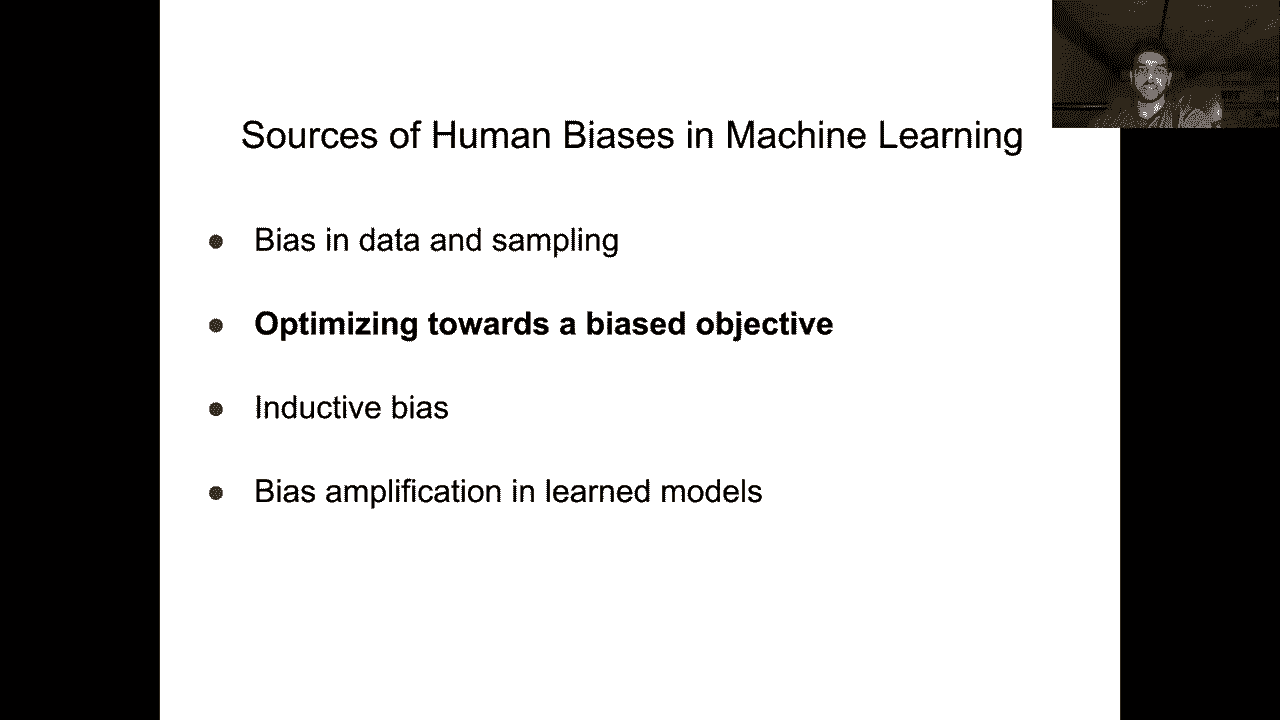 Sources of Human Biases in Machine Learning
● Bias in data and sampling
● Optimizing towards a biased objective
● Inductive bias
● Bias amplification in learned models